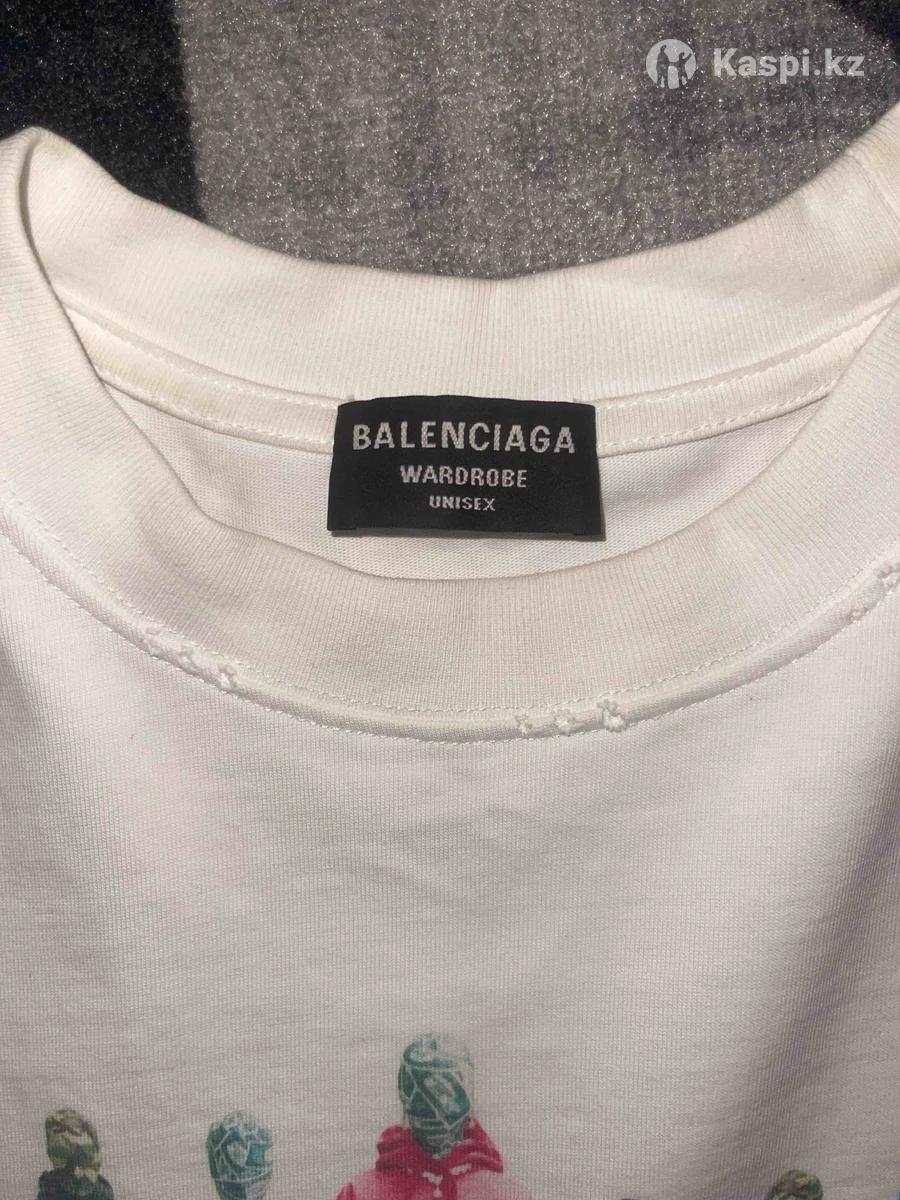 Kaspi.kz
BALENCIAGA
WARDROBE
UNISEX